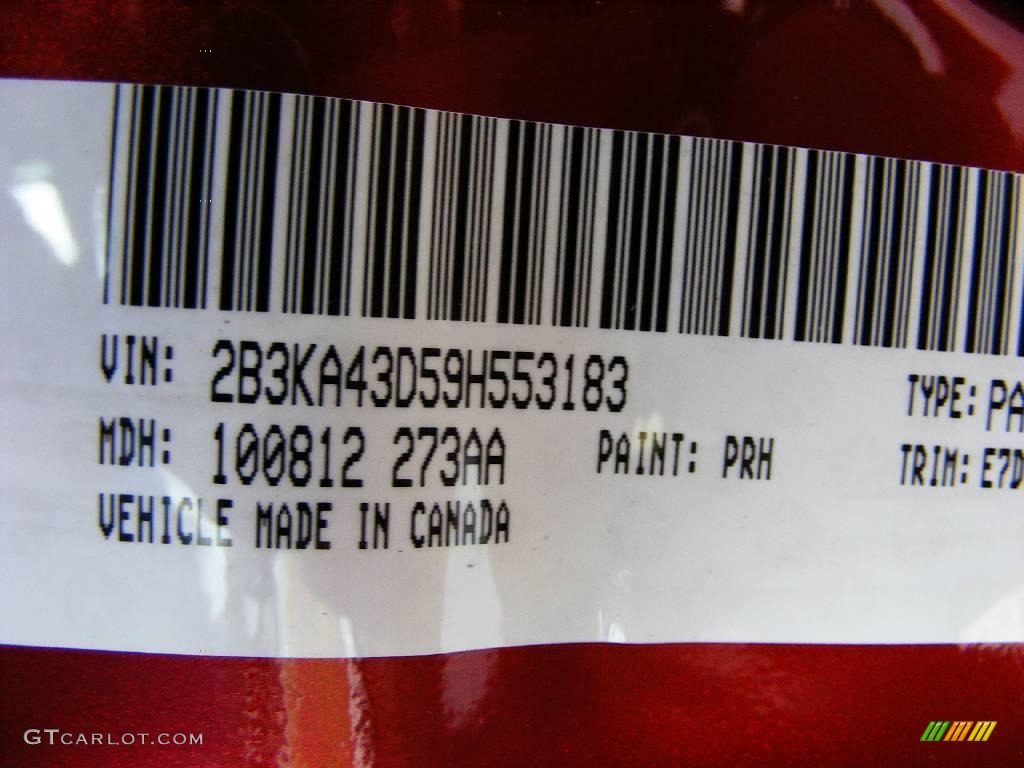 VIN: 2B3KA43D59H553183 TYPE: PA
MDH: 100812 273AA PAINT: PRH TRIM: E7D
VEHICLE MADE IN CANADA
GTCARLOT.COM